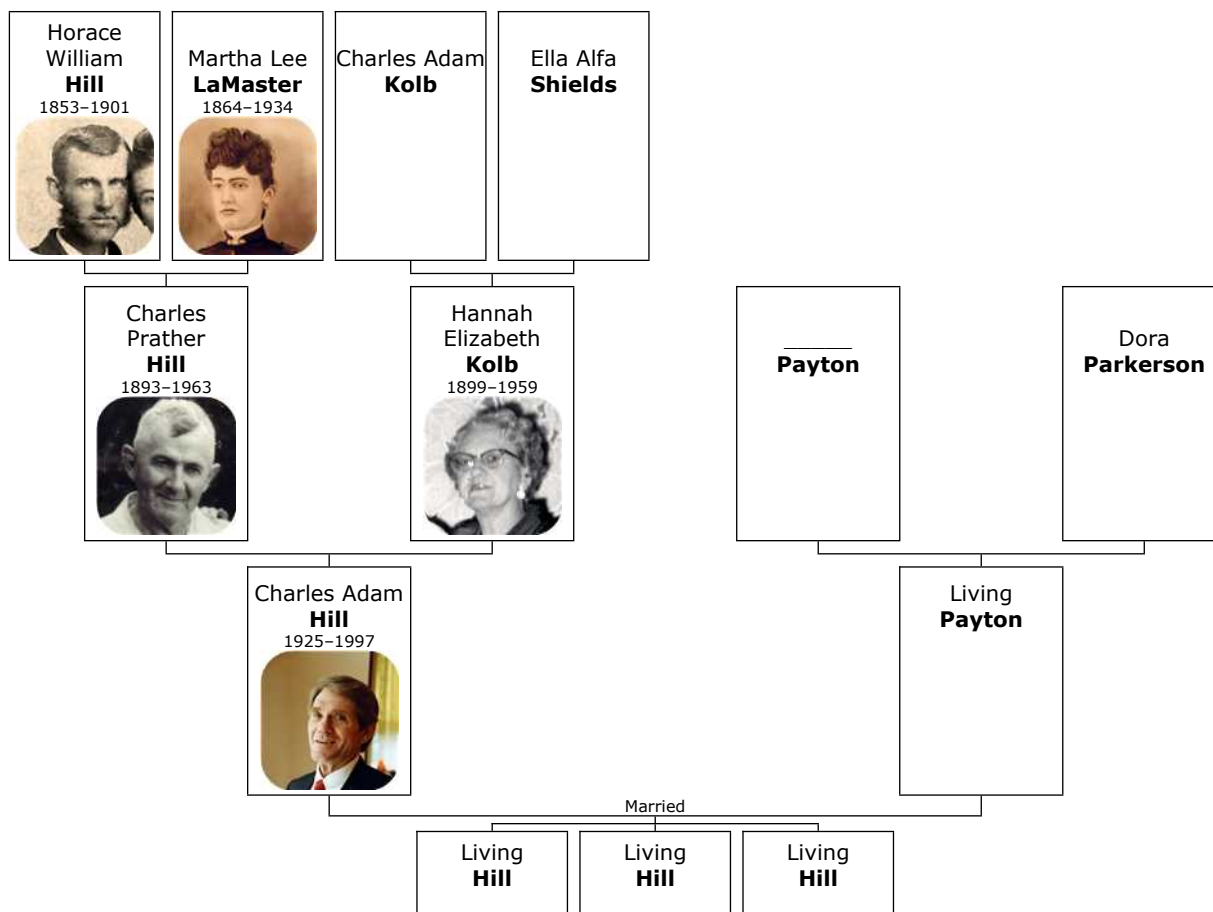 Horace
William
Hill
1853–1901
Martha Lee
LaMaster
1864–1934
Charles Adam
Kolb
Ella Alfa
Shields
Charles
Prather
Hill
1893–1963
Hannah
Elizabeth
Kolb
1899–1959
______
Payton
Dora
Parkerson
Charles Adam
Hill
1925–1997
Living
Payton
Married
Living
Hill
Living
Hill
Living
Hill